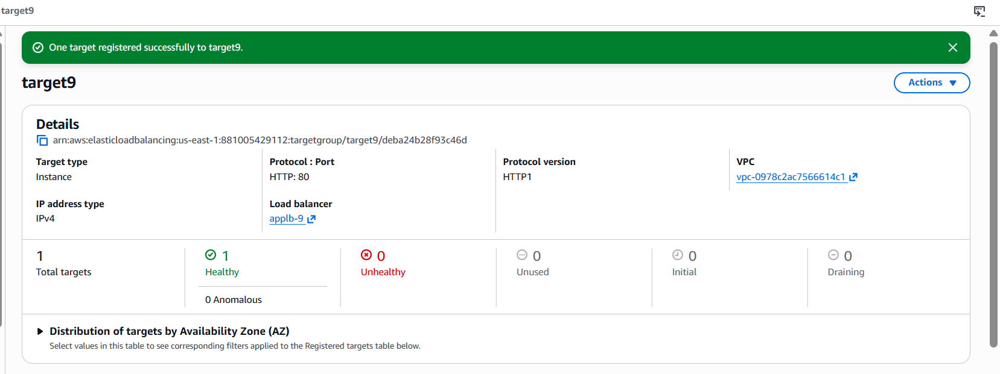 target9
One target registered successfully to target9.
target9
Actions
Details
arn:aws:elasticloadbalancing:us-east-1:881005429112:targetgroup/target9/deba24b28f93c46d
Target type
Instance
Protocol : Port
HTTP: 80
Protocol version
HTTP1
VPC
vpc-0978c2ac7566614c1
IP address type
IPv4
Load balancer
applb-9
1
Total targets
1
Healthy
0 Anomalous
0
Unhealthy
0
Unused
0
Initial
0
Draining
Distribution of targets by Availability Zone (AZ)
Select values in this table to see corresponding filters applied to the Registered targets table below.